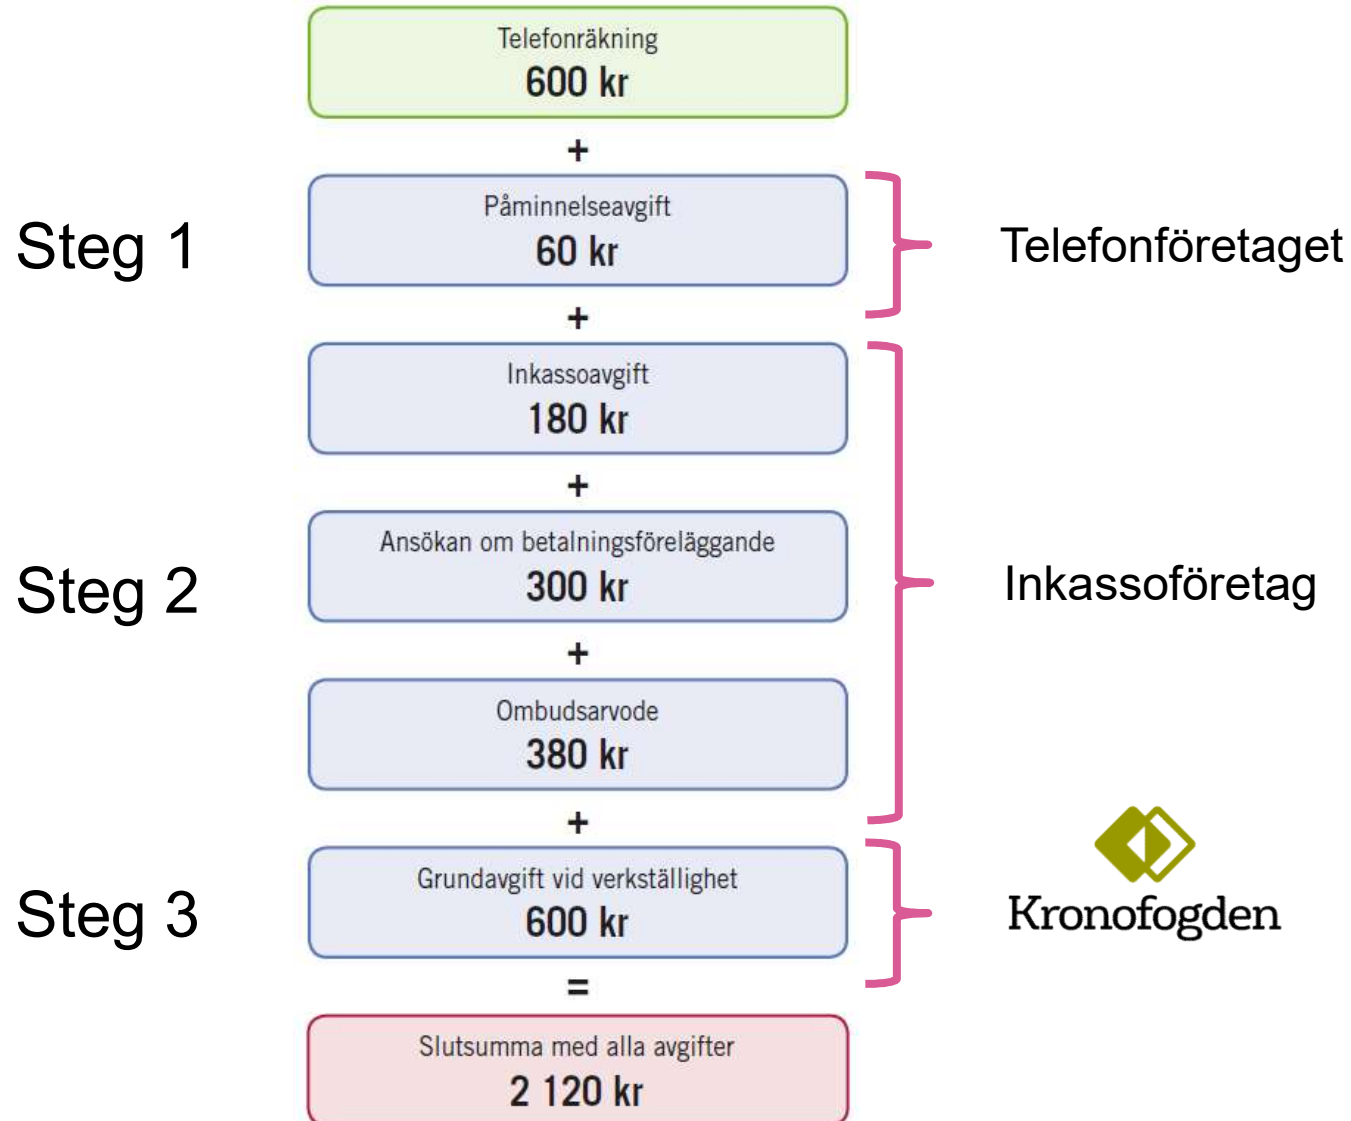 Telefonräkning
600 kr
+
Steg 1
Påminnelseavgift
60 kr
Telefonföretaget
+
Inkassoavgift
180 kr
+
Steg 2
Ansökan om betalningsföreläggande
300 kr
Inkassoföretag
+
Ombudsarvode
380 kr
+
Steg 3
Grundavgift vid verkställighet
600 kr
Kronofogden
=
Slutsumma med alla avgifter
2 120 kr